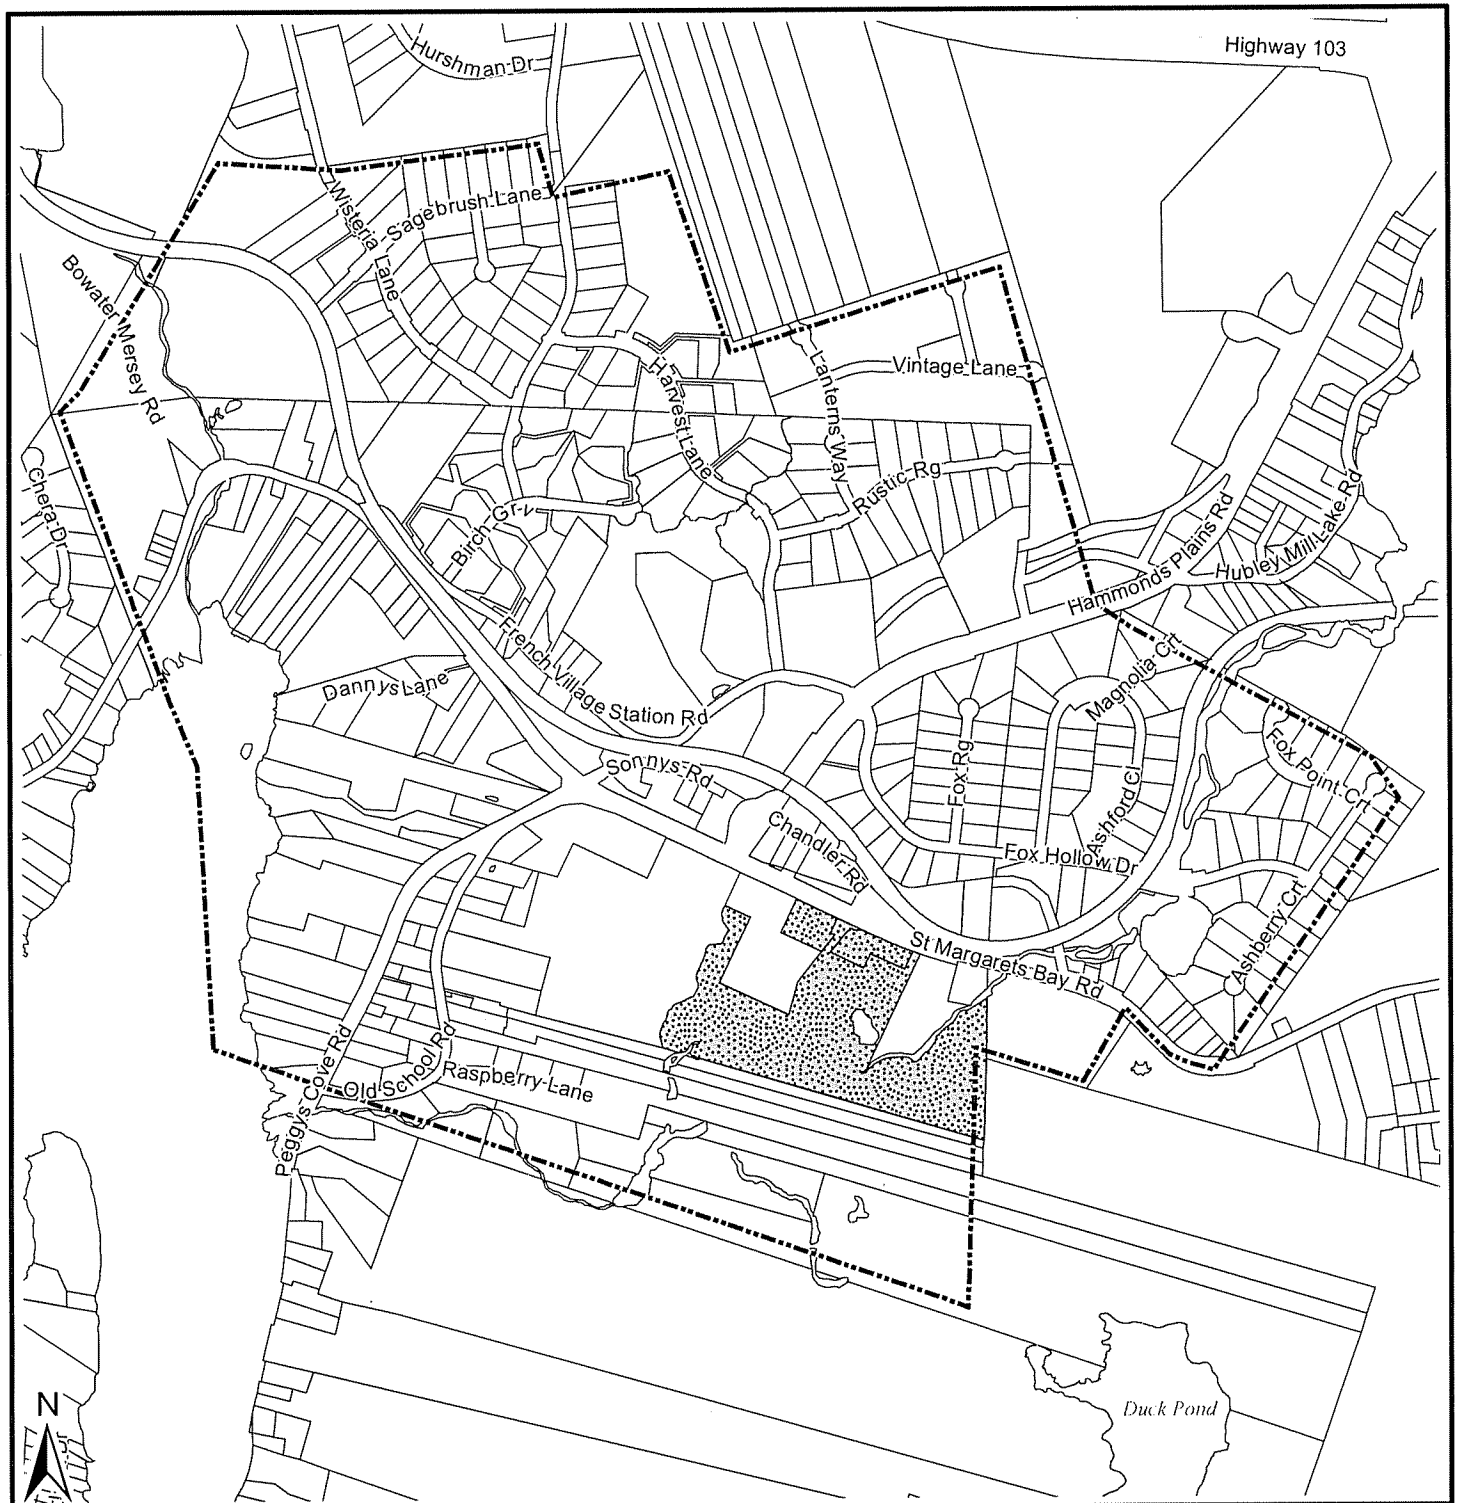 Highway 103
Hurshman Dr
Wisteria Lane
Sagebrush Lane
Bowater Mersey Rd
Harvest Lane
Lanterns Way
Vintage Lane
Chera Dr
Rustic Rg
Birch Gr
Hammonds Plains Rd
Hubley Mill Lake Rd
French Village Station Rd
Dannys Lane
Magnolia Crt
Sonnys Rd
Fox Rg
Fox Point Crt
Ashford Cl
Chandler Rd
Fox Hollow Dr
Ashberry Crt
St Margarets Bay Rd
Peggys Cove Rd
Old School Rd
Raspberry Lane
Duck Pond
N